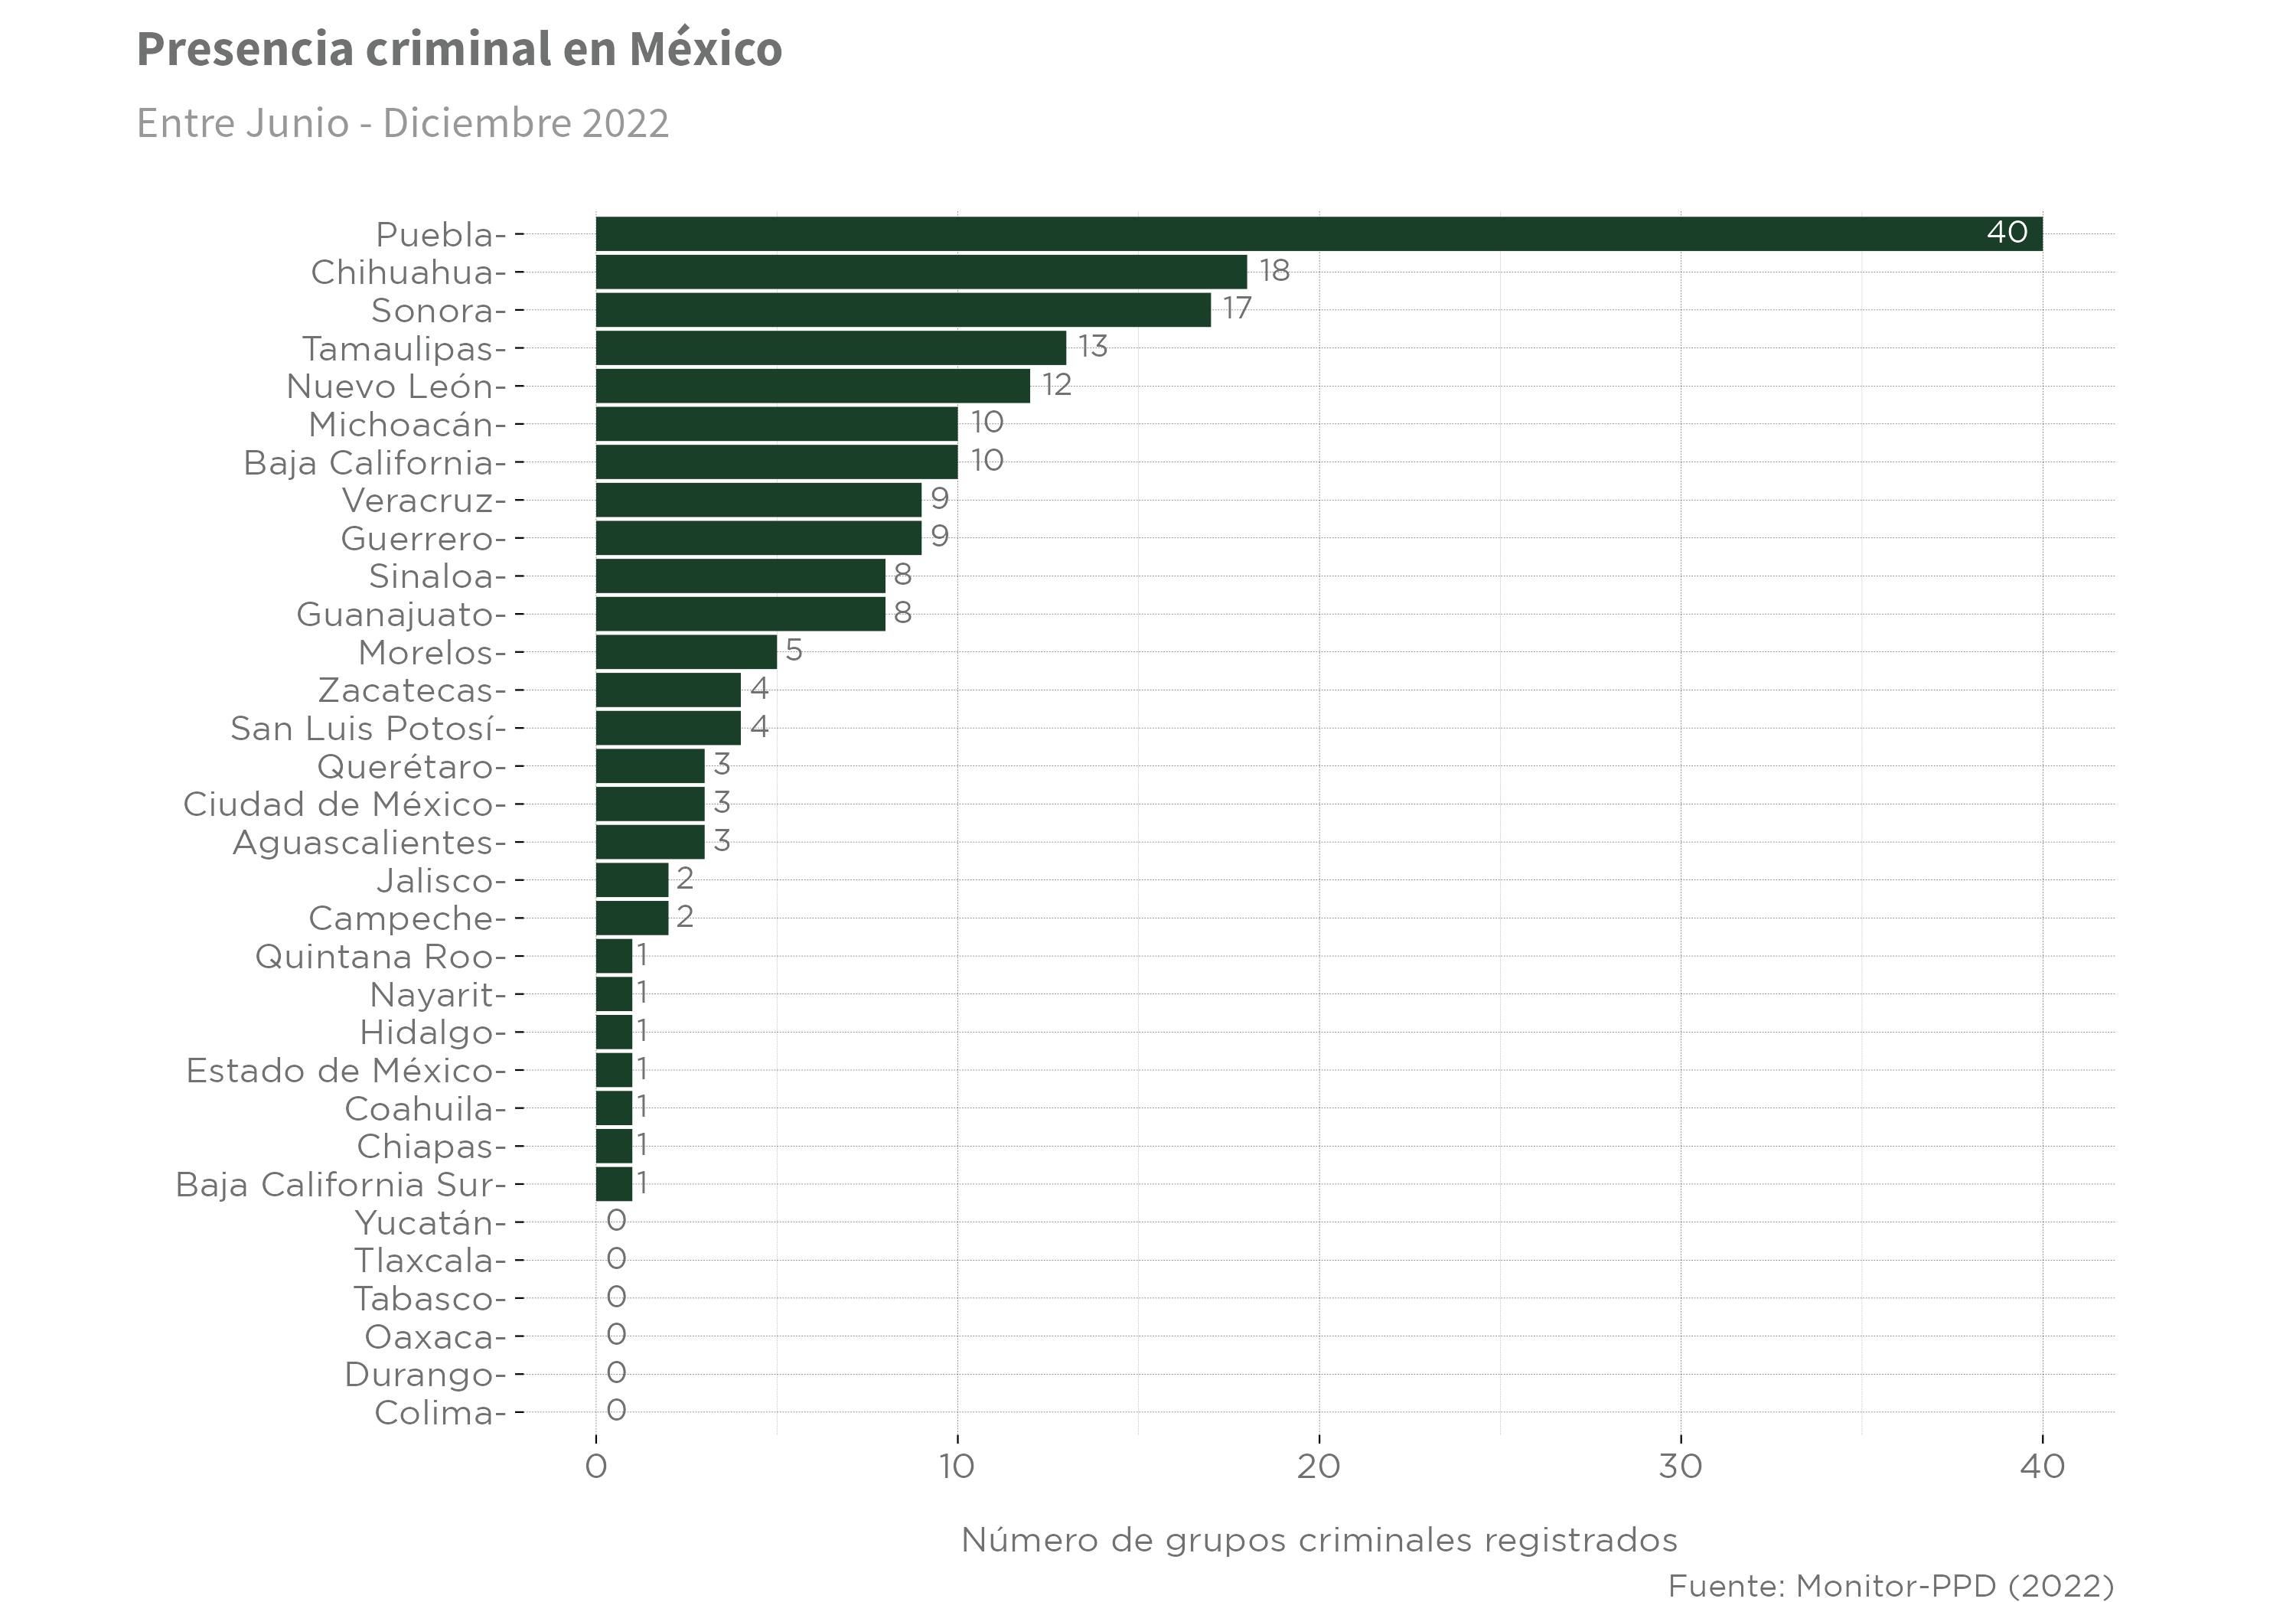 Presencia criminal en México
Entre Junio - Diciembre 2022
Puebla- 40
Chihuahua- 18
Sonora- 17
Tamaulipas- 13
Nuevo León- 12
Michoacán- 10
Baja California- 10
Veracruz- 9
Guerrero- 9
Sinaloa- 8
Guanajuato- 8
Morelos- 5
Zacatecas- 4
San Luis Potosí- 4
Querétaro- 3
Ciudad de México- 3
Aguascalientes- 3
Jalisco- 2
Campeche- 2
Quintana Roo- 1
Nayarit- 1
Hidalgo- 1
Estado de México- 1
Coahuila- 1
Chiapas- 1
Baja California Sur- 1
Yucatán- 0
Tlaxcala- 0
Tabasco- 0
Oaxaca- 0
Durango- 0
Colima- 0
0 10 20 30 40
Número de grupos criminales registrados
Fuente: Monitor-PPD (2022)